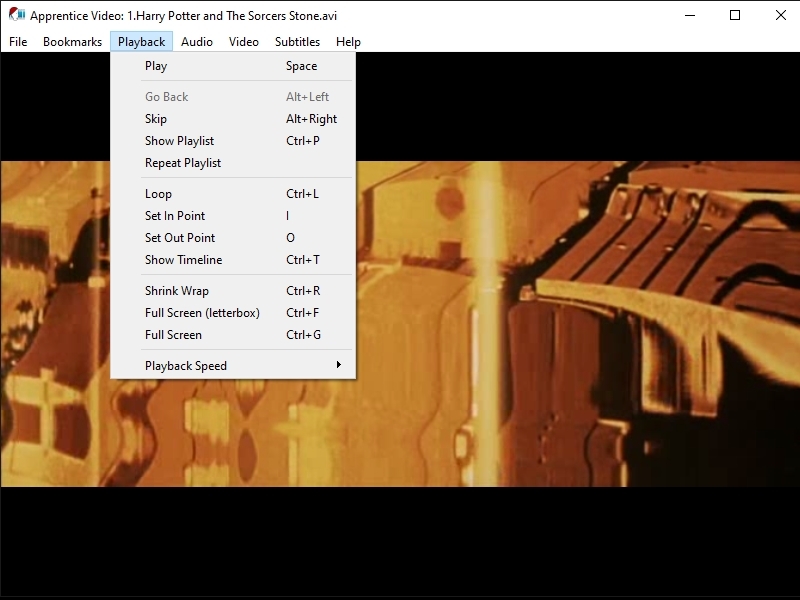 Apprentice Video: 1.Harry Potter and The Sorcers Stone.avi
File Bookmarks Playback Audio Video Subtitles Help
Play Space
Go Back Alt+Left
Skip Alt+Right
Show Playlist Ctrl+P
Repeat Playlist
Loop Ctrl+L
Set In Point I
Set Out Point O
Show Timeline Ctrl+T
Shrink Wrap Ctrl+R
Full Screen (letterbox) Ctrl+F
Full Screen Ctrl+G
Playback Speed